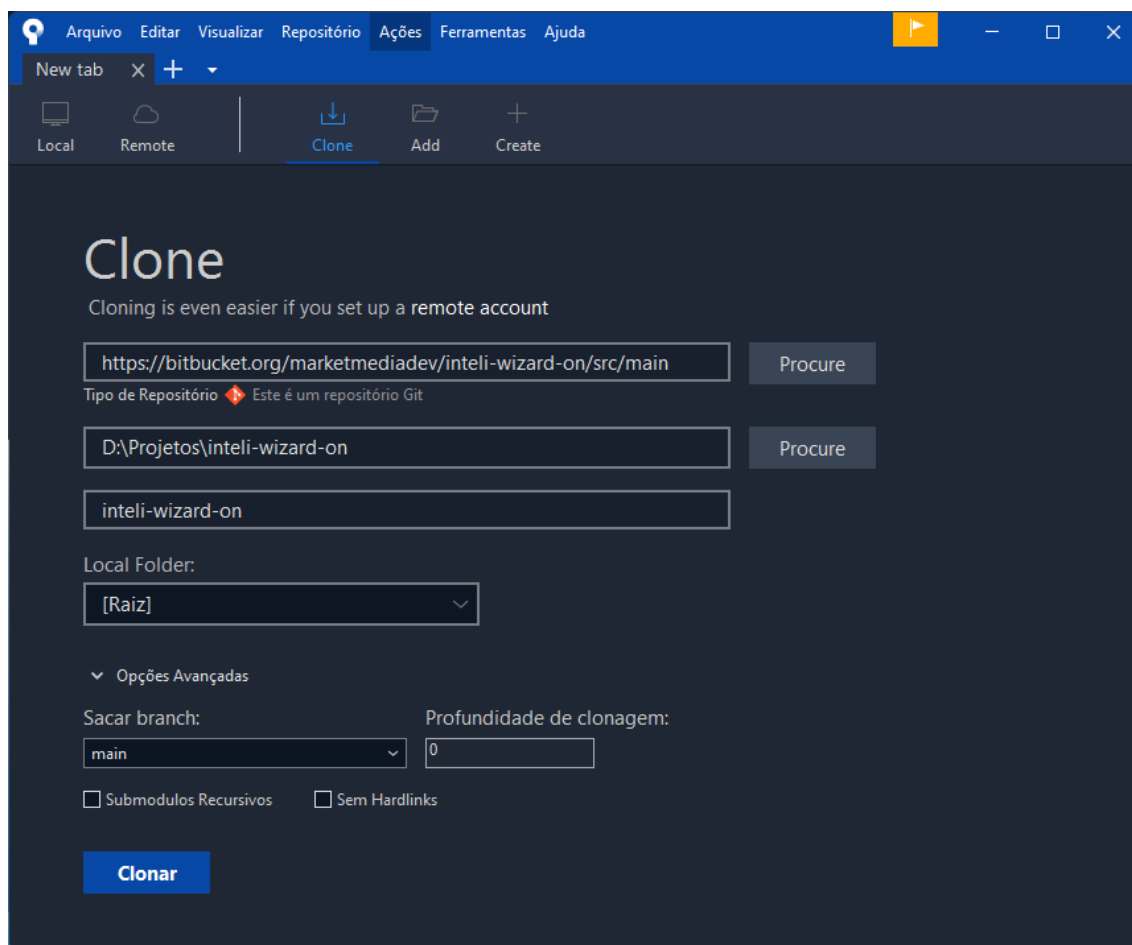 Arquivo Editar Visualizar Repositório Ações Ferramentas Ajuda
New tab
Local Remote Clone Add Create
Clone
Cloning is even easier if you set up a remote account
https://bitbucket.org/marketmediadev/inteli-wizard-on/src/main Procure
Tipo de Repositório Este é um repositório Git
D:\Projetos\inteli-wizard-on Procure
inteli-wizard-on
Local Folder:
[Raiz]
Opções Avançadas
Sacar branch: Profundidade de clonagem:
main 0
Submodulos Recursivos Sem Hardlinks
Clonar